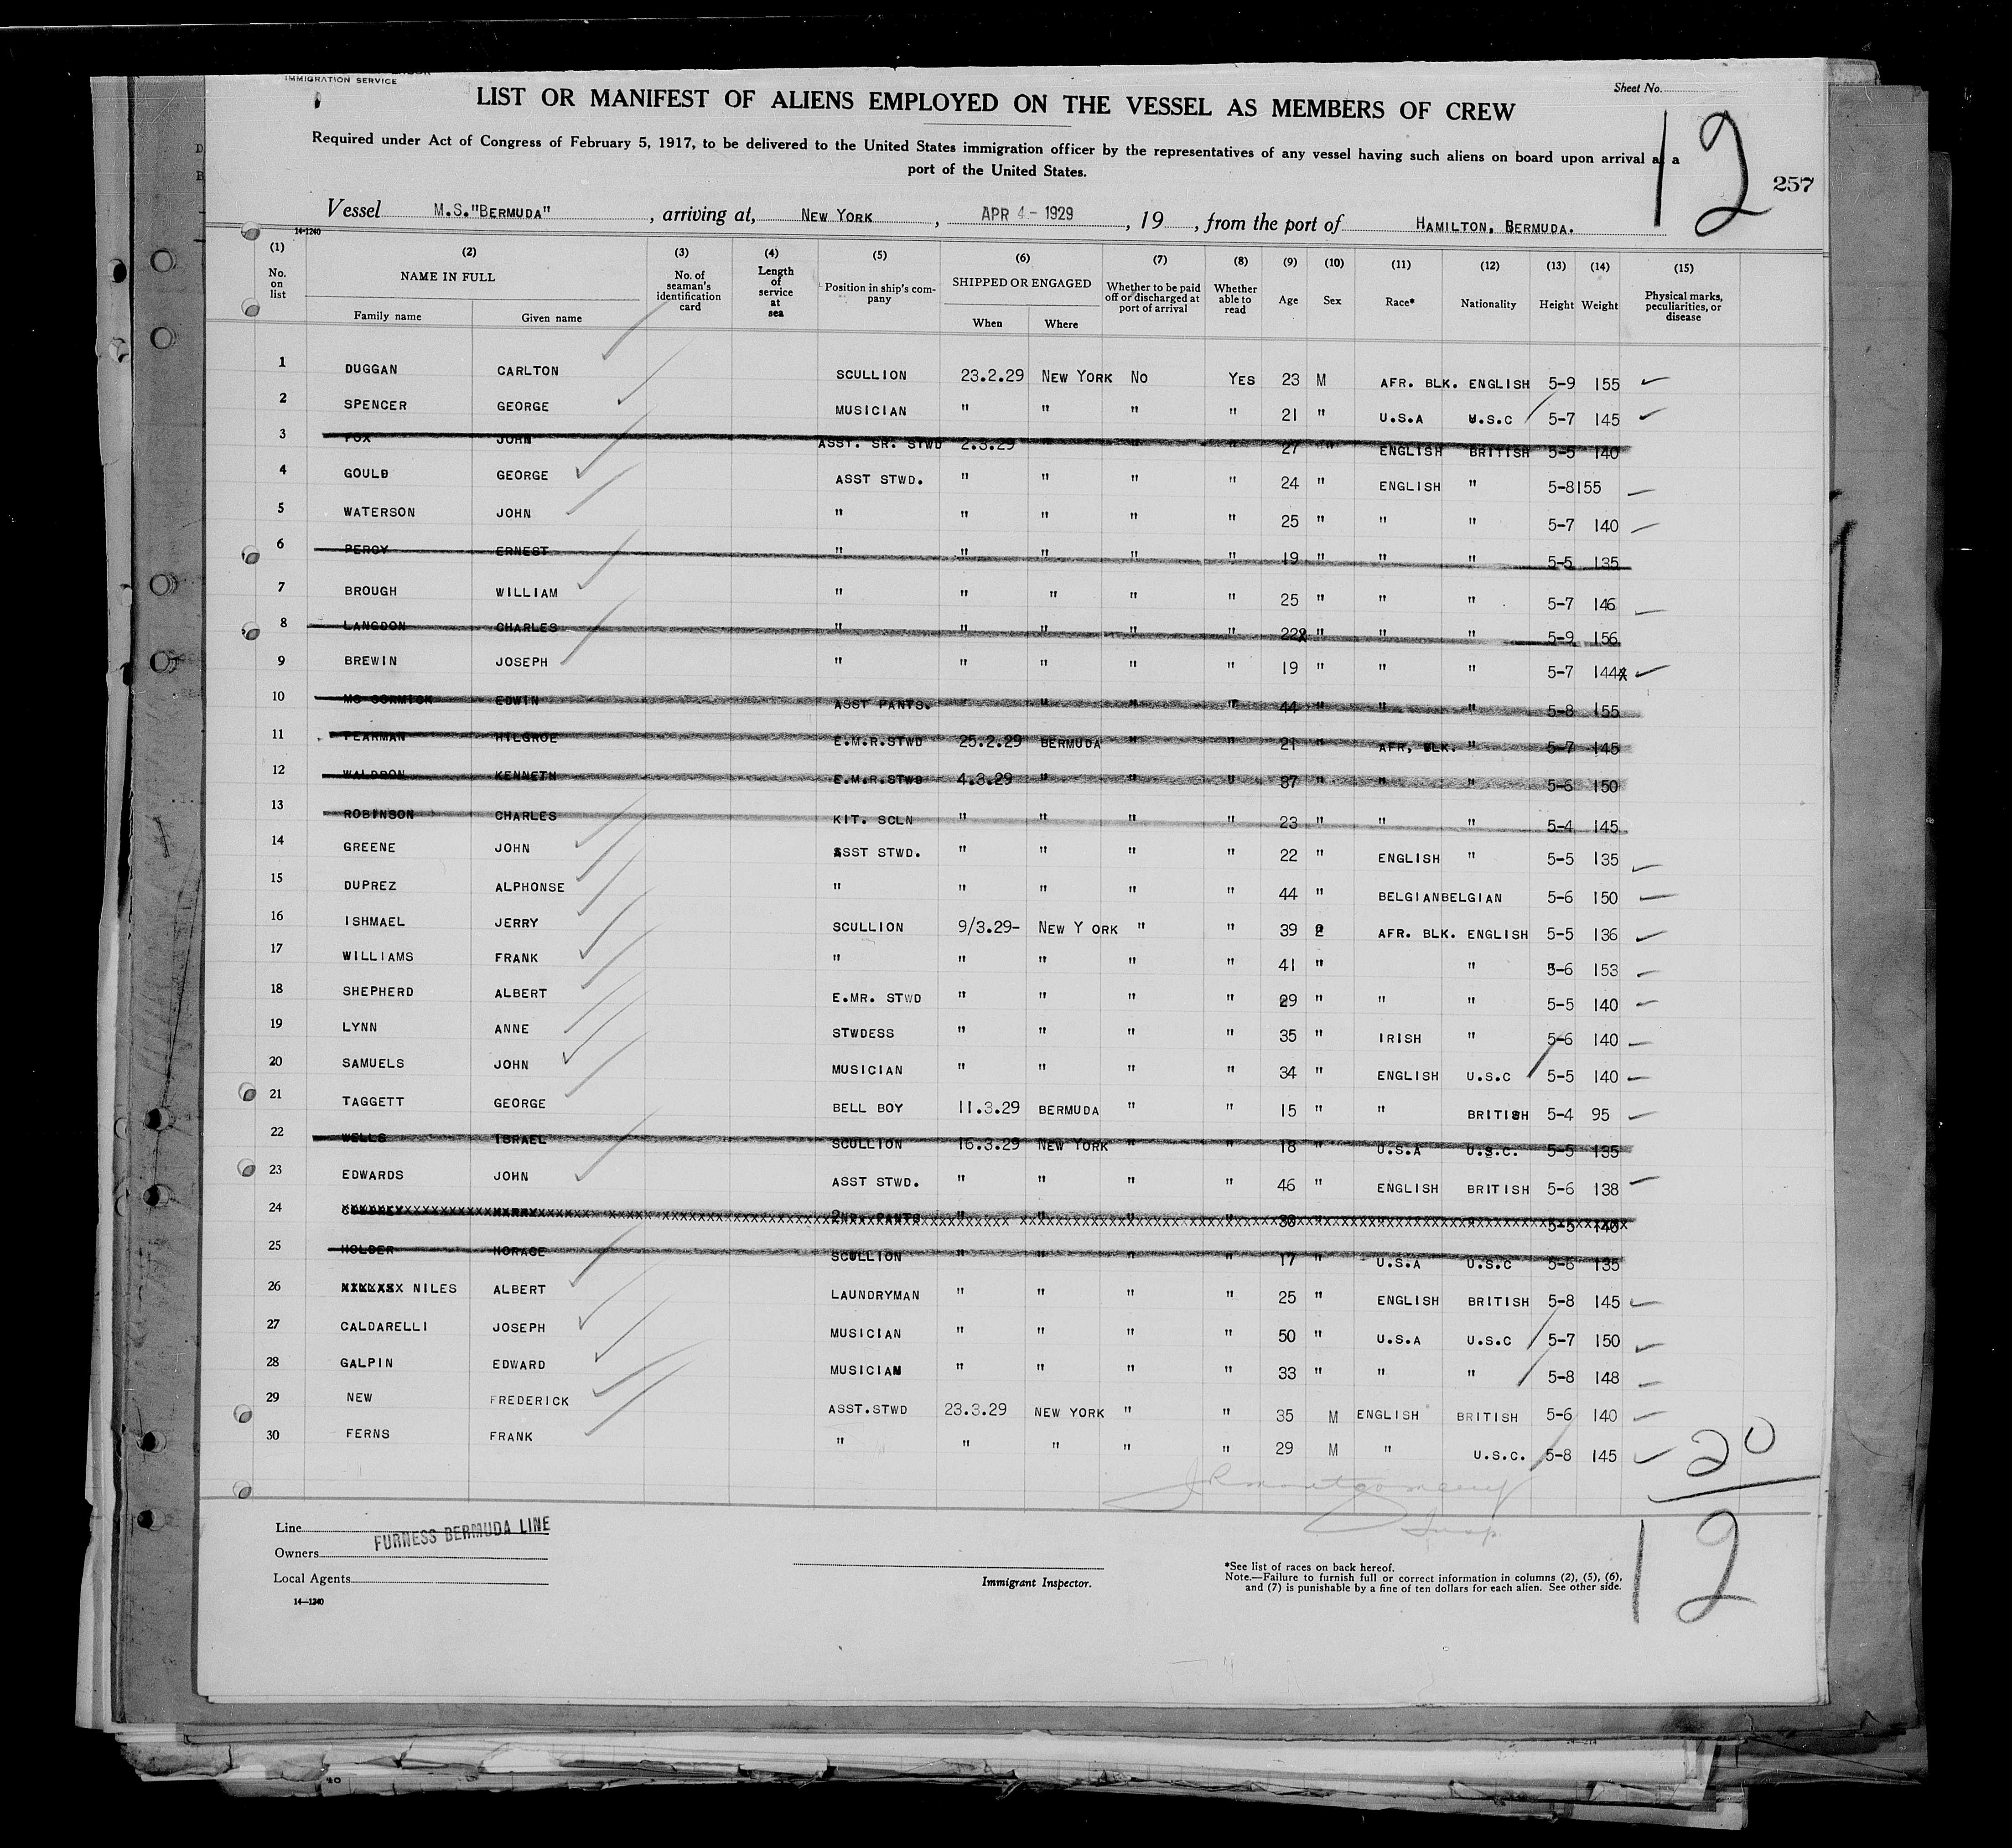 IMMIGRATION SERVICE
Sheet No.
LIST OR MANIFEST OF ALIENS EMPLOYED ON THE VESSEL AS MEMBERS OF CREW
12
Required under Act of Congress of February 5, 1917, to be delivered to the United States immigration officer by the representatives of any vessel having such aliens on board upon arrival at a
port of the United States.
257
Vessel M.S."BERMUDA" , arriving at, NEW YORK , APR 4 - 1929 , 19 , from the port of HAMILTON, BERMUDA.
14-1240
(1) (2) (3) (4) (5) (6) (7) (8) (9) (10) (11) (12) (13) (14) (15)
No. on list NAME IN FULL Family name Given name No. of seaman's identification card Length of service at sea Position in ship's company SHIPPED OR ENGAGED When Where Whether to be paid off or discharged at port of arrival Whether able to read Age Sex Race* Nationality Height Weight Physical marks, peculiarities, or disease
1 DUGGAN CARLTON SCULLION 23.2.29 NEW YORK NO YES 23 M AFR. BLK. ENGLISH 5-9 155
2 SPENCER GEORGE MUSICIAN " " " " 21 " U.S.A U.S.C 5-7 145
3 FOX JOHN ASST. SR. STWD 2.3.29 " " " 27 " ENGLISH BRITISH 5-5 140
4 GOULD GEORGE ASST STWD. " " " " 24 " ENGLISH " 5-8 155
5 WATERSON JOHN " " " " " 25 " " " 5-7 140
6 PERCY ERNEST " " " " " 19 " " " 5-5 135
7 BROUGH WILLIAM " " " " " 25 " " " 5-7 146
8 LANGDON CHARLES " " " " " 22 " " " 5-9 156
9 BREWIN JOSEPH " " " " " 19 " " " 5-7 144
10 MC CORMICK EDWIN ASST PANTS. " " " " 44 " " " 5-8 155
11 PEARMAN HILGROE E.M.R.STWD 25.2.29 BERMUDA " " 21 " AFR, BLK. " 5-7 145
12 WALDRON KENNETH E.M.R.STWD 4.3.29 " " " 37 " " " 5-6 150
13 ROBINSON CHARLES KIT. SCLN " " " " 23 " " " 5-4 145
14 GREENE JOHN ASST STWD. " " " " 22 " ENGLISH " 5-5 135
15 DUPREZ ALPHONSE " " " " " 44 " BELGIAN BELGIAN 5-6 150
16 ISHMAEL JERRY SCULLION 9/3.29- NEW Y ORK " " 39 2 AFR. BLK. ENGLISH 5-5 136
17 WILLIAMS FRANK " " " " " 41 " " 5-6 153
18 SHEPHERD ALBERT E.MR. STWD " " " " 29 " " " 5-5 140
19 LYNN ANNE STWDESS " " " " 35 " IRISH " 5-6 140
20 SAMUELS JOHN MUSICIAN " " " " 34 " ENGLISH U.S.C 5-5 140
21 TAGGETT GEORGE BELL BOY 11.3.29 BERMUDA " " 15 " " BRITISH 5-4 95
22 WELLS ISRAEL SCULLION 16.3.29 NEW YORK " " 18 " U.S.A U.S.C. 5-5 135
23 EDWARDS JOHN ASST STWD. " " " " 46 " ENGLISH BRITISH 5-6 138
24 HARRY 2ND. PANTS " " " " 30 " " " 5-5 140
25 HOLDER HORACE SCULLION " " " " 17 " U.S.A U.S.C 5-6 135
26 NILES ALBERT LAUNDRYMAN " " " " 25 " ENGLISH BRITISH 5-8 145
27 CALDARELLI JOSEPH MUSICIAN " " " " 50 " U.S.A U.S.C 5-7 150
28 GALPIN EDWARD MUSICIAN " " " " 33 " " " 5-8 148
29 NEW FREDERICK ASST.STWD 23.3.29 NEW YORK " " 35 M ENGLISH BRITISH 5-6 140
30 FERNS FRANK " " " " " 29 M " U.S.C. 5-8 145
20
JRmontgomery
Insp.
12
Line FURNESS BERMUDA LINE
Owners
Local Agents
14-1240
Immigrant Inspector.
*See list of races on back hereof.
Note.—Failure to furnish full or correct information in columns (2), (5), (6),
and (7) is punishable by a fine of ten dollars for each alien. See other side.